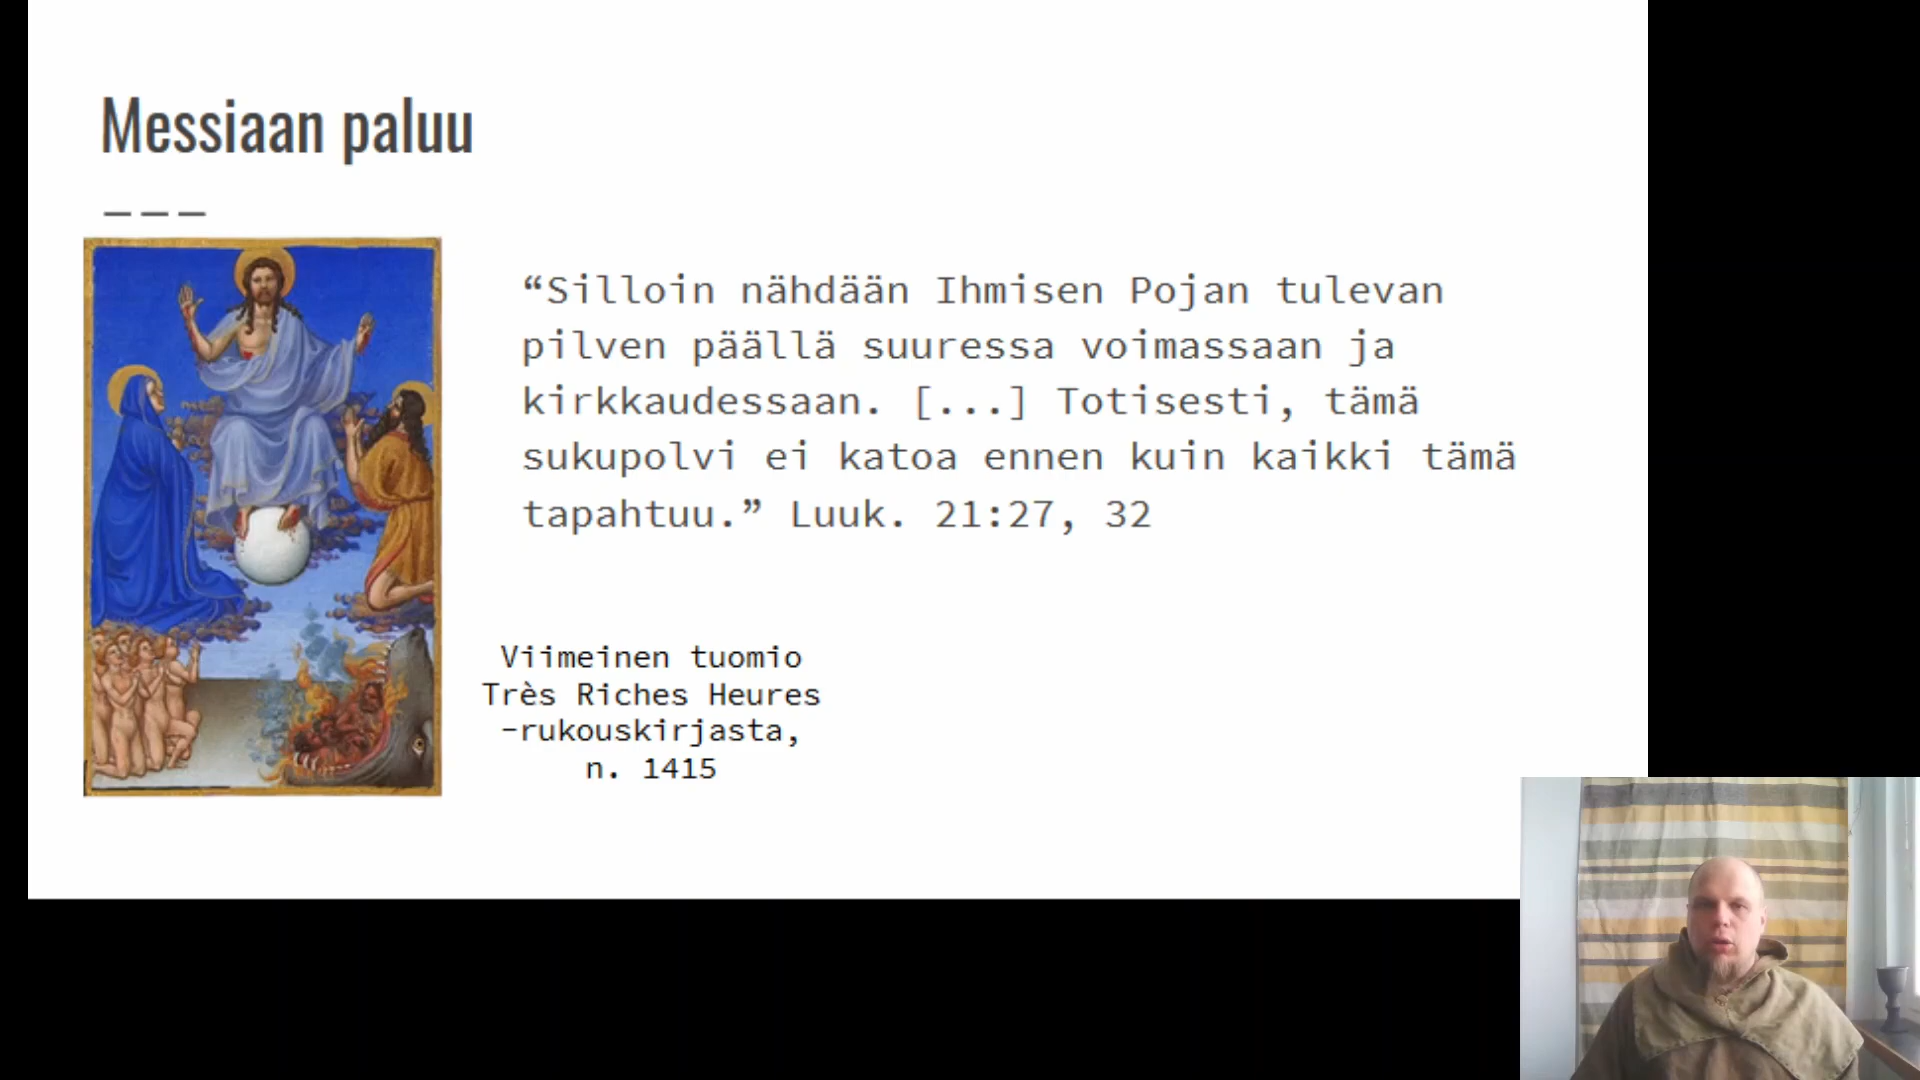 Messiaan paluu
“Silloin nähdään Ihmisen Pojan tulevan
pilven päällä suuressa voimassaan ja
kirkkaudessaan. [...] Totisesti, tämä
sukupolvi ei katoa ennen kuin kaikki tämä
tapahtuu.” Luuk. 21:27, 32
Viimeinen tuomio
Très Riches Heures
-rukouskirjasta,
n. 1415